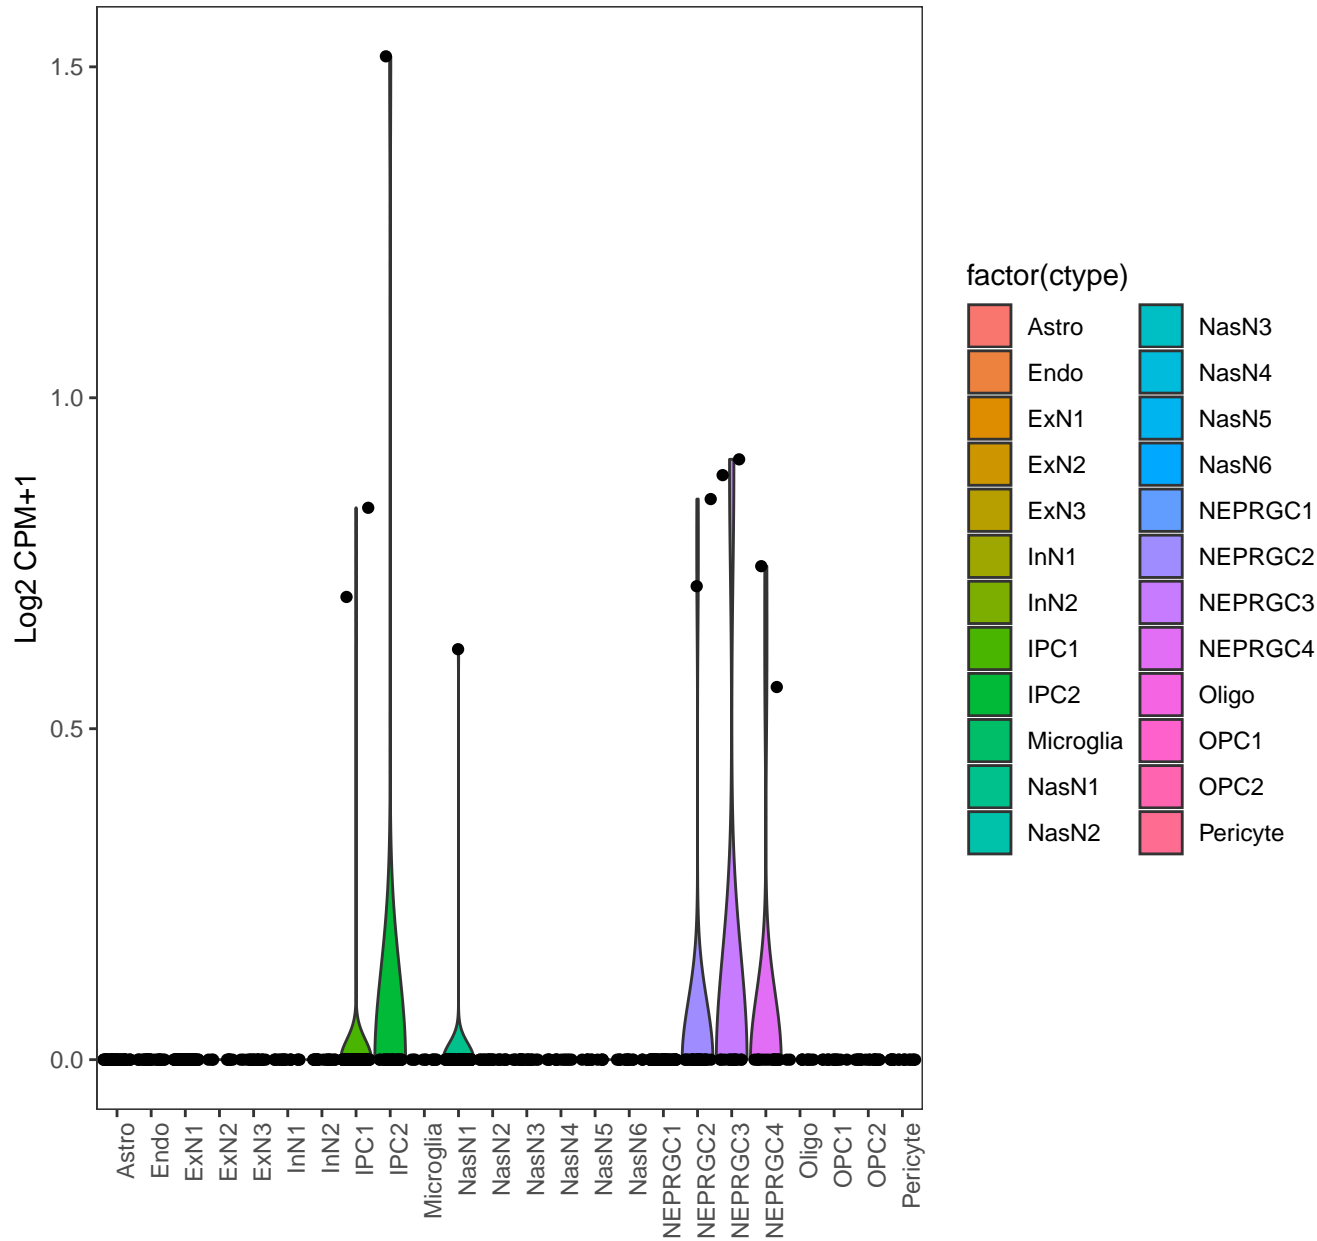 Log2 CPM+1
1.5
1.0
0.5
0.0
Astro
Endo
ExN1
ExN2
ExN3
InN1
InN2
IPC1
IPC2
Microglia
NasN1
NasN2
NasN3
NasN4
NasN5
NasN6
NEPRGC1
NEPRGC2
NEPRGC3
NEPRGC4
Oligo
OPC1
OPC2
Pericyte
factor(ctype)
Astro
Endo
ExN1
ExN2
ExN3
InN1
InN2
IPC1
IPC2
Microglia
NasN1
NasN2
NasN3
NasN4
NasN5
NasN6
NEPRGC1
NEPRGC2
NEPRGC3
NEPRGC4
Oligo
OPC1
OPC2
Pericyte